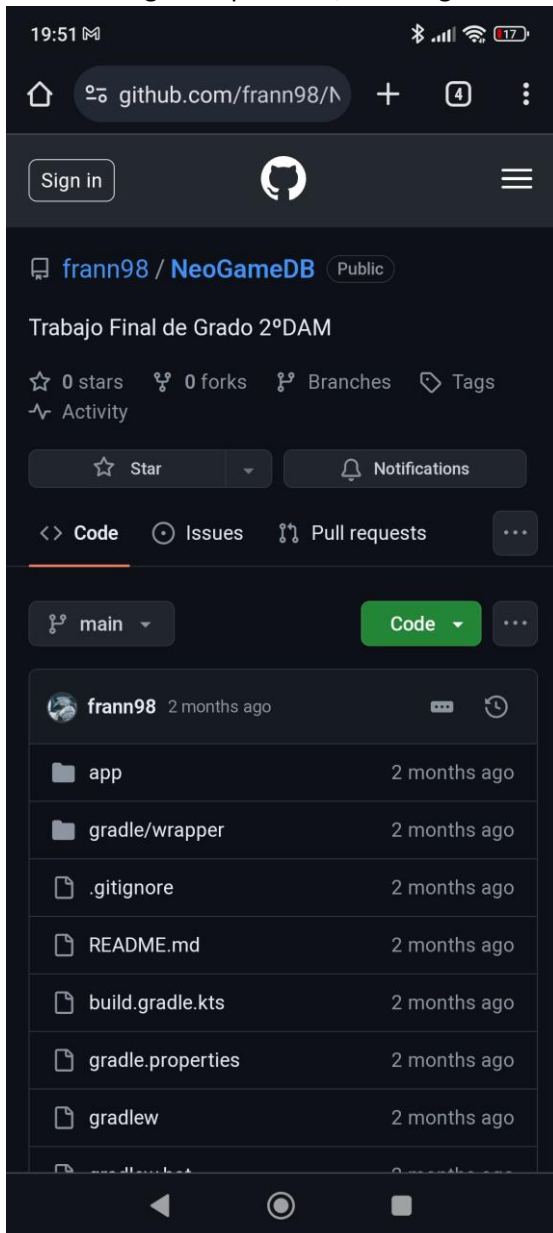 19:51 17
github.com/frann98/N 4
Sign in
frann98 / NeoGameDB Public
Trabajo Final de Grado 2ºDAM
0 stars 0 forks Branches Tags
Activity
Star Notifications
Code Issues Pull requests
main Code
frann98 2 months ago
app 2 months ago
gradle/wrapper 2 months ago
.gitignore 2 months ago
README.md 2 months ago
build.gradle.kts 2 months ago
gradle.properties 2 months ago
gradlew 2 months ago